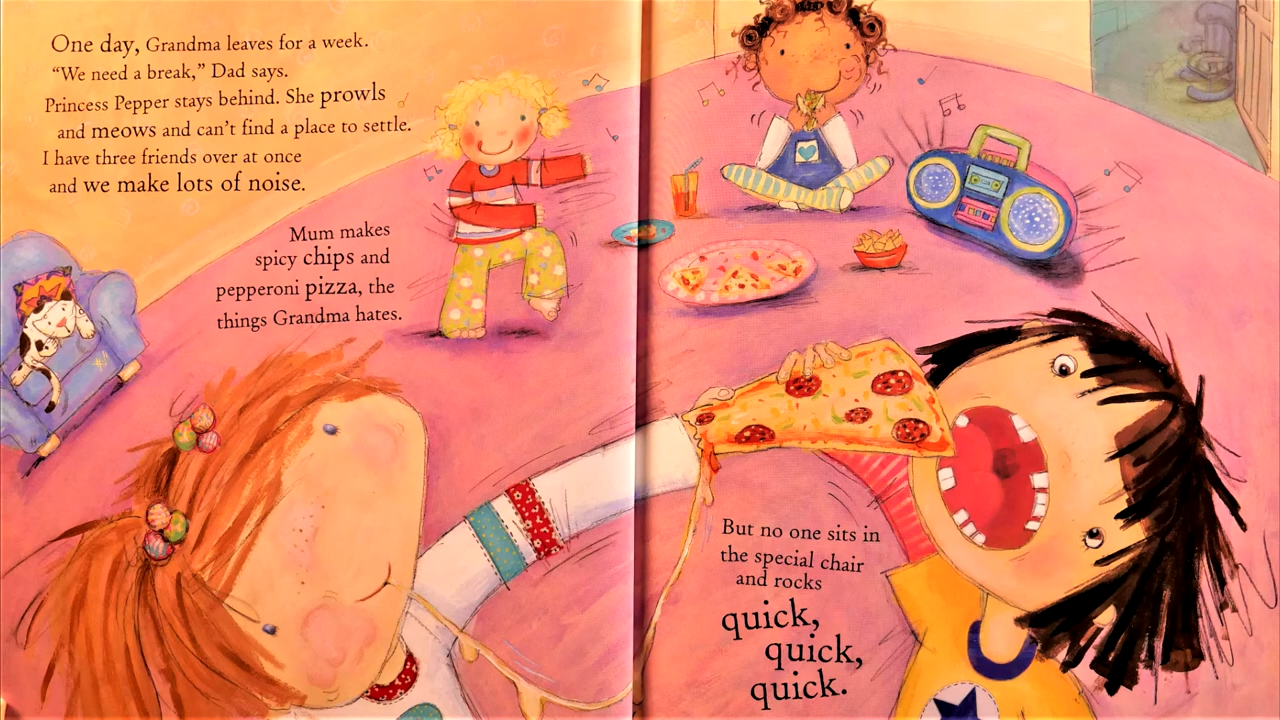 One day, Grandma leaves for a week.
“We need a break,” Dad says.
Princess Pepper stays behind. She prowls
and meows and can’t find a place to settle.
I have three friends over at once
and we make lots of noise.
Mum makes
spicy chips and
pepperoni pizza, the
things Grandma hates.
But no one sits in
the special chair
and rocks
quick,
quick,
quick.